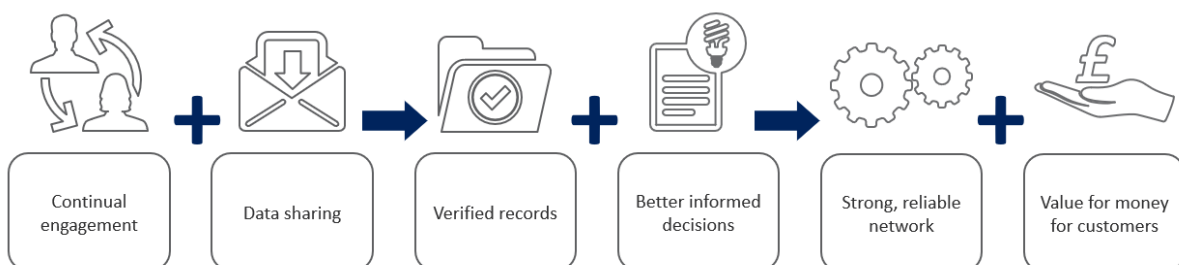 £
Continual
engagement
Data sharing
Verified records
Better informed
decisions
Strong, reliable
network
Value for money
for customers